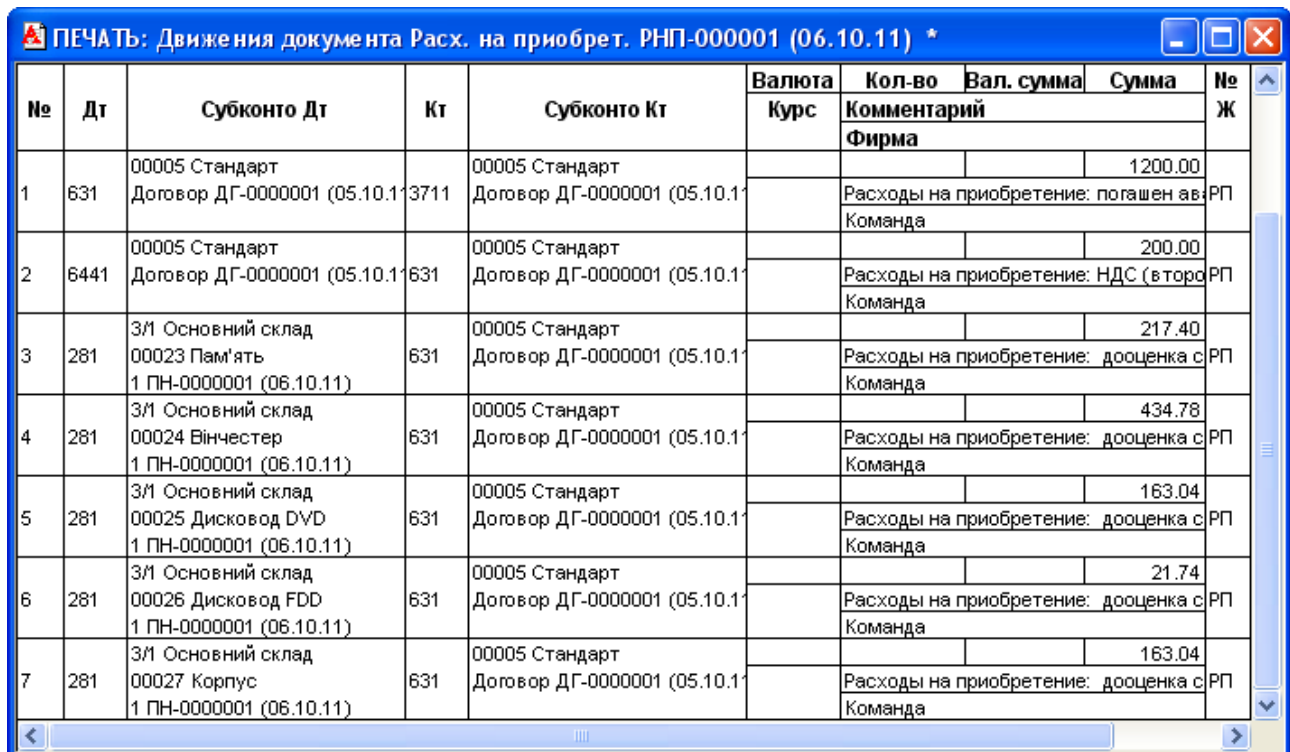 ПЕЧАТЬ: Движения документа Расх. на приобрет. РНП-000001 (06.10.11) *
№ Дт Субконто Дт Кт Субконто Кт Валюта Кол-во Вал. сумма Сумма №
Курс Комментарий Ж
Фирма
00005 Стандарт 00005 Стандарт 1200.00
1 631 Договор ДГ-0000001 (05.10.1 3711 Договор ДГ-0000001 (05.10.1 Расходы на приобретение: погашен ав РП
Команда
00005 Стандарт 00005 Стандарт 200.00
2 6441 Договор ДГ-0000001 (05.10.1 631 Договор ДГ-0000001 (05.10.1 Расходы на приобретение: НДС (второ РП
Команда
3/1 Основний склад 00005 Стандарт 217.40
3 281 00023 Пам'ять 631 Договор ДГ-0000001 (05.10.1 Расходы на приобретение: дооценка с РП
1 ПН-0000001 (06.10.11) Команда
3/1 Основний склад 00005 Стандарт 434.78
4 281 00024 Вінчестер 631 Договор ДГ-0000001 (05.10.1 Расходы на приобретение: дооценка с РП
1 ПН-0000001 (06.10.11) Команда
3/1 Основний склад 00005 Стандарт 163.04
5 281 00025 Дисковод DVD 631 Договор ДГ-0000001 (05.10.1 Расходы на приобретение: дооценка с РП
1 ПН-0000001 (06.10.11) Команда
3/1 Основний склад 00005 Стандарт 21.74
6 281 00026 Дисковод FDD 631 Договор ДГ-0000001 (05.10.1 Расходы на приобретение: дооценка с РП
1 ПН-0000001 (06.10.11) Команда
3/1 Основний склад 00005 Стандарт 163.04
7 281 00027 Корпус 631 Договор ДГ-0000001 (05.10.1 Расходы на приобретение: дооценка с РП
1 ПН-0000001 (06.10.11) Команда